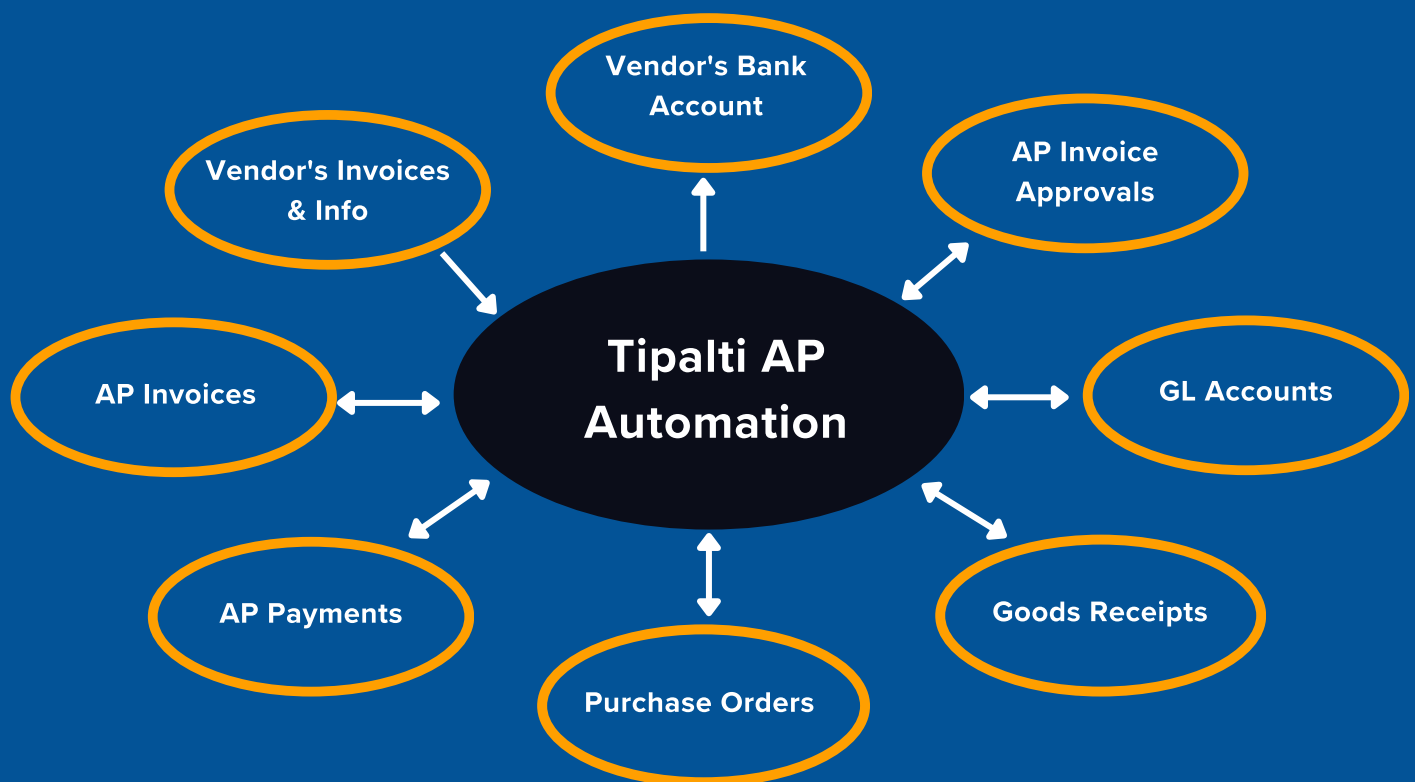 Vendor's Bank
Account
AP Invoice
Approvals
Vendor's Invoices
& Info
Tipalti AP
Automation
AP Invoices
GL Accounts
AP Payments
Goods Receipts
Purchase Orders